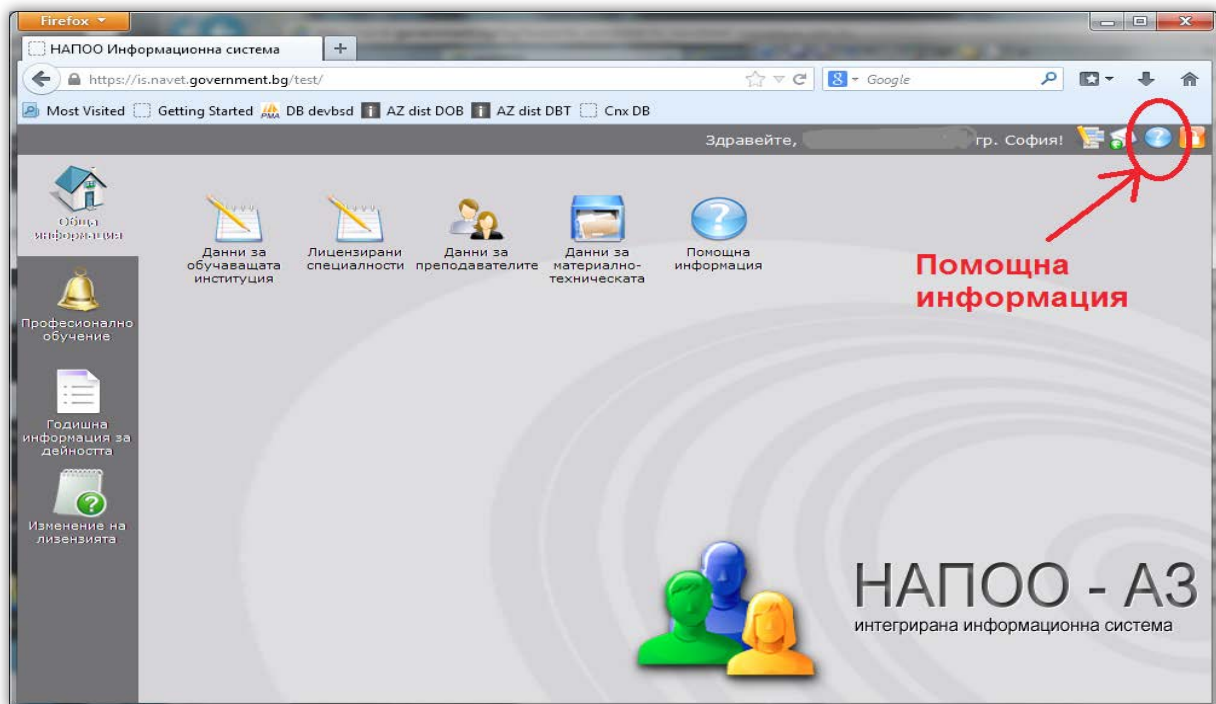 Firefox
НАПОО Информационна система
https://is.navet.government.bg/test/
Google
Most Visited Getting Started DB devbsd AZ dist DOB AZ dist DBT Cnx DB
Здравейте, гр. София!
Обща
информация
Данни за
обучаващата
институция
Лицензирани
специалности
Данни за
преподавателите
Данни за
материално-
техническата
Помощна
информация
Помощна
информация
Професионално
обучение
Годишна
информация за
дейността
Изменение на
лизензията
НАПОО - АЗ
интегрирана информационна система